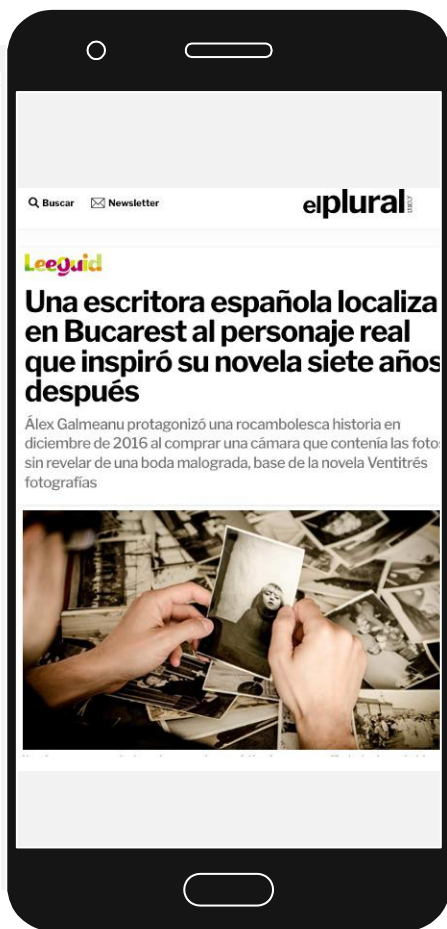 Buscar Newsletter elplural
LeeQuid
Una escritora española localiza
en Bucarest al personaje real
que inspiró su novela siete años
después
Álex Galmeanu protagonizó una rocambolesca historia en
diciembre de 2016 al comprar una cámara que contenía las fotos
sin revelar de una boda malograda, base de la novela Ventitrés
fotografías